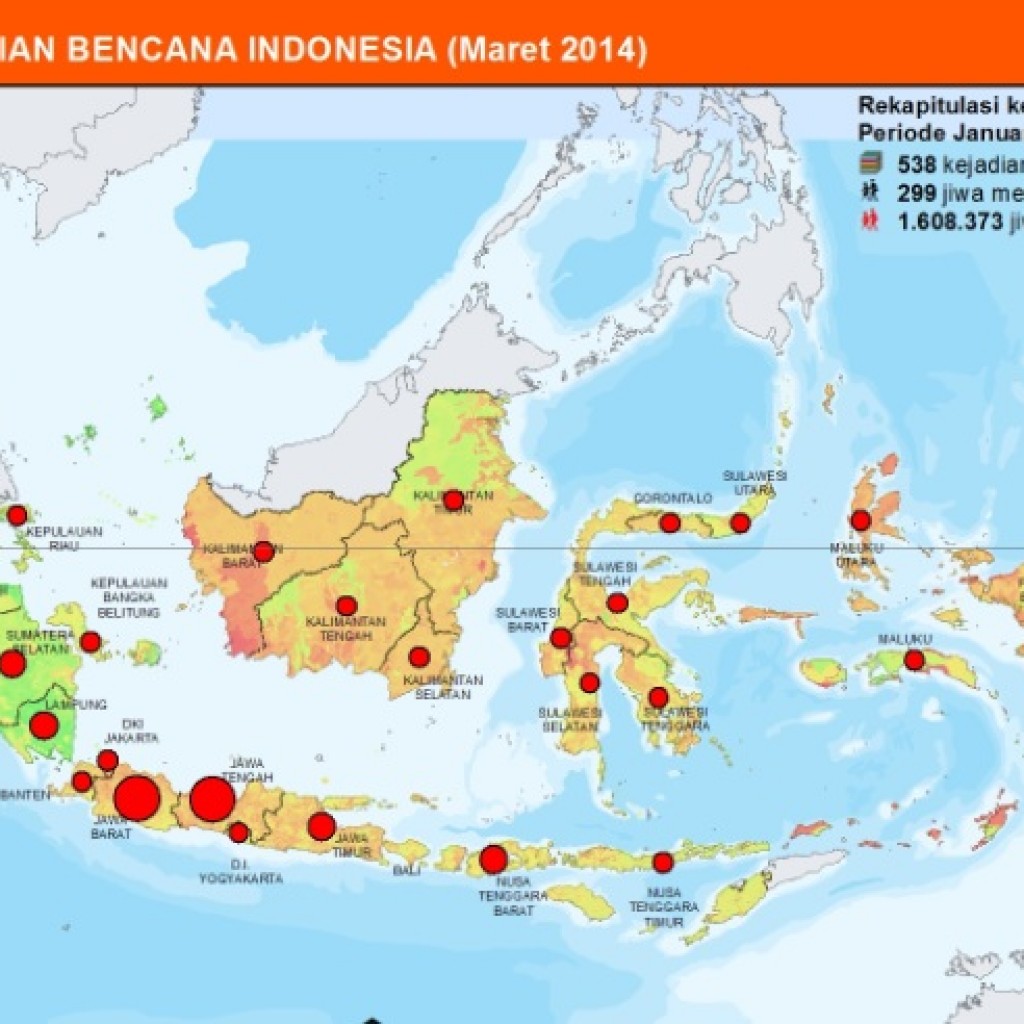 IAN BENCANA INDONESIA (Maret 2014)
Rekapitulasi ke
Periode Janua
538 kejadian
299 jiwa me
1.608.373 ji
SULAWESI
UTARA
GORONTALO
KALIMANTAN
TIMUR
KEPULAUAN
RIAU
KALIMANTAN
BARAT
MALUKU
UTARA
SULAWESI
TENGAH
KEPULAUAN
BANGKA
BELITUNG
SULAWESI
BARAT
KALIMANTAN
TENGAH
SUMATERA
SELATAN
MALUKU
KALIMANTAN
SELATAN
LAMPUNG
SULAWESI
SELATAN
SULAWESI
TENGGARA
DKI
JAKARTA
JAWA
TENGAH
BANTEN
JAWA
BARAT
JAWA
TIMUR
D.I.
YOGYAKARTA
BALI
NUSA
TENGGARA
BARAT
NUSA
TENGGARA
TIMUR